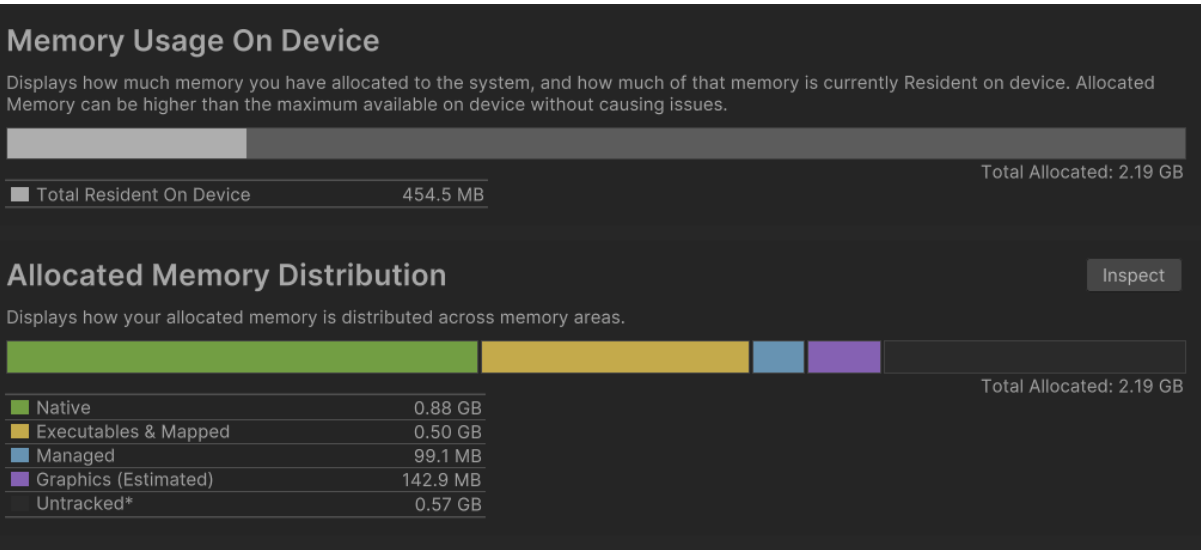 Memory Usage On Device
Displays how much memory you have allocated to the system, and how much of that memory is currently Resident on device. Allocated
Memory can be higher than the maximum available on device without causing issues.
Total Allocated: 2.19 GB
Total Resident On Device 454.5 MB
Allocated Memory Distribution
Inspect
Displays how your allocated memory is distributed across memory areas.
Total Allocated: 2.19 GB
Native 0.88 GB
Executables & Mapped 0.50 GB
Managed 99.1 MB
Graphics (Estimated) 142.9 MB
Untracked* 0.57 GB